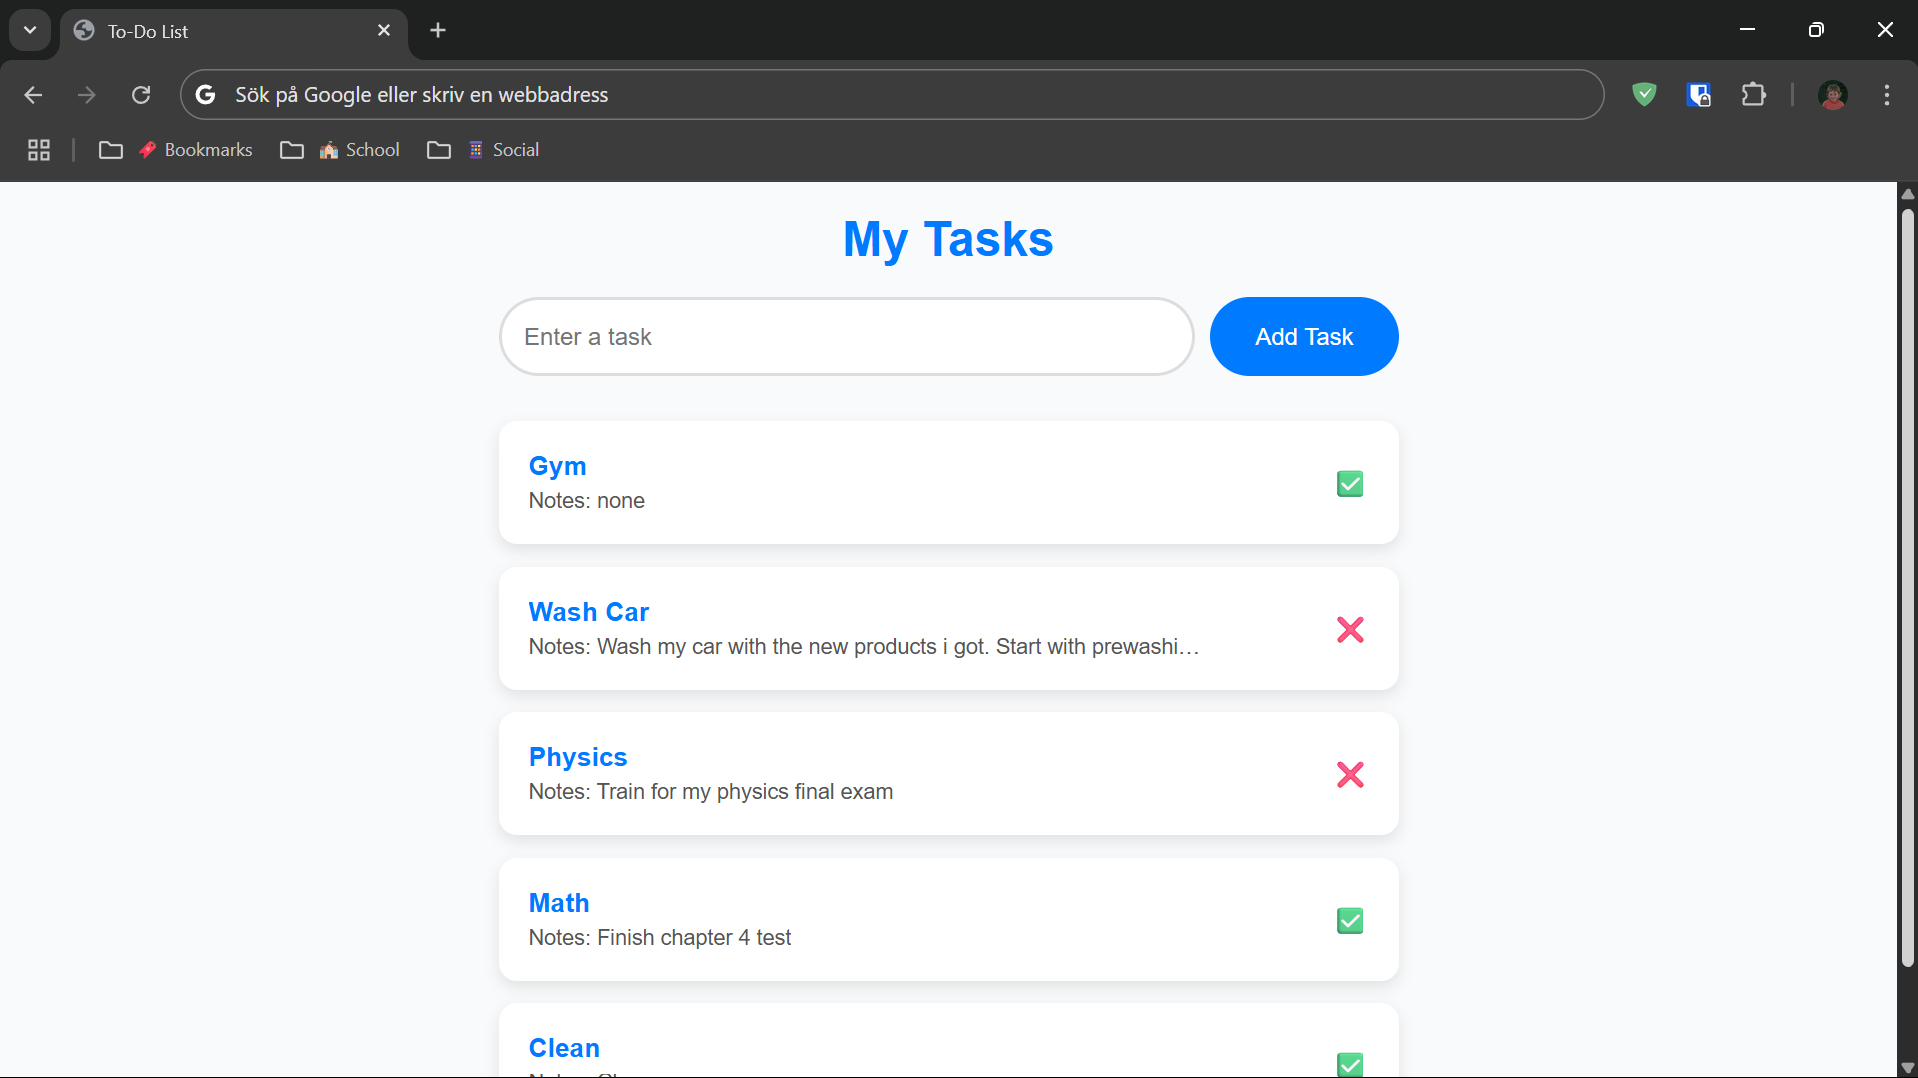 To-Do List
Sök på Google eller skriv en webbadress
Bookmarks School Social
My Tasks
Enter a task Add Task
Gym
Notes: none
Wash Car
Notes: Wash my car with the new products i got. Start with prewashi...
Physics
Notes: Train for my physics final exam
Math
Notes: Finish chapter 4 test
Clean